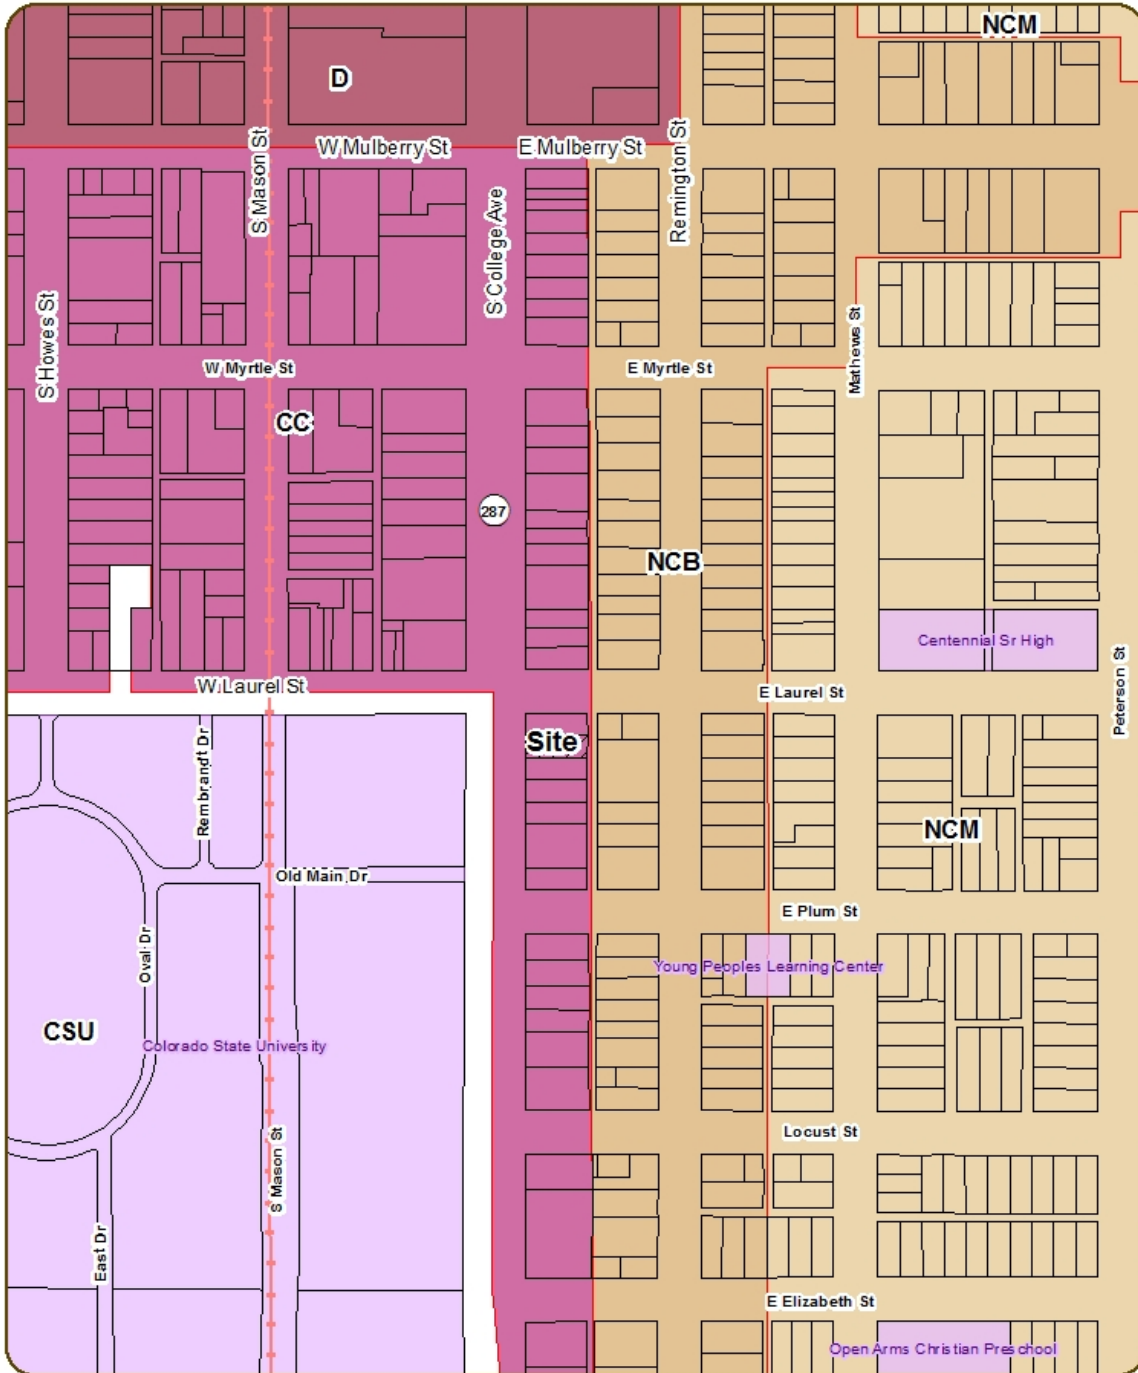 NCM
D
W Mulberry St
E Mulberry St
S Mason St
Remington St
S College Ave
S Howes St
Mathews St
W Myrtle St
E Myrtle St
CC
287
NCB
Centennial Sr High
Peterson St
W Laurel St
E Laurel St
Site
Rembrandt Dr
NCM
Old Main Dr
E Plum St
Oval Dr
Young Peoples Learning Center
CSU
Colorado State University
Locust St
S Mason St
East Dr
E Elizabeth St
Open Arms Christian Preschool